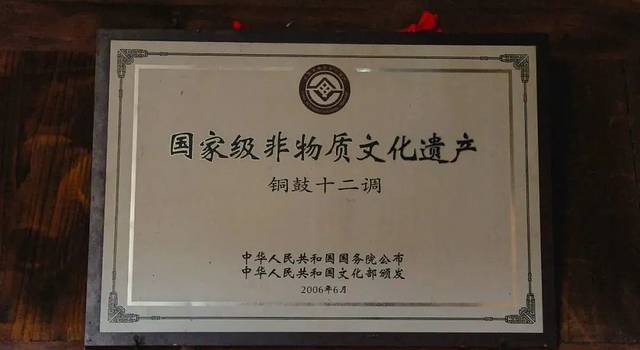 国家级非物质文化遗产
铜鼓十二调
中华人民共和国国务院公布
中华人民共和国文化部颁发
2006年6月